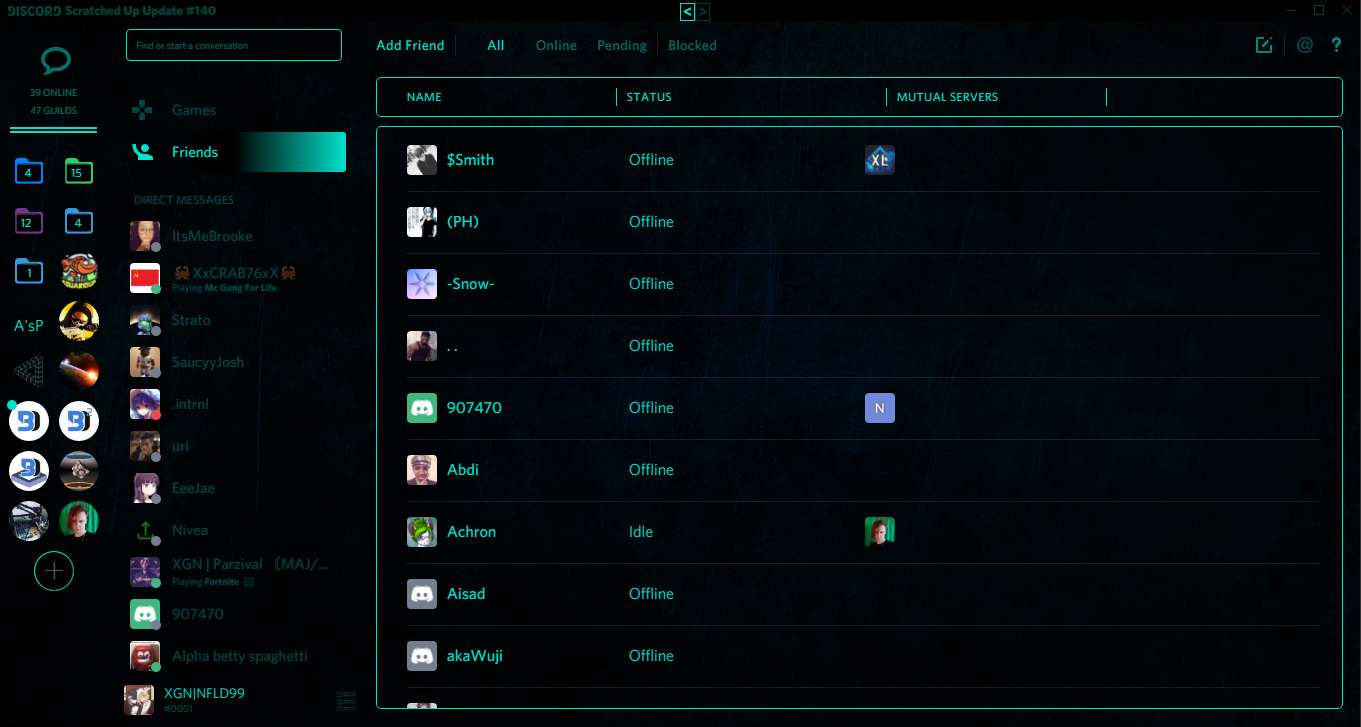 DISCORD Scratched Up Update #140
< >
39 ONLINE
47 GUILDS
4
15
12
4
1
A'sP
Find or start a conversation
Games
Friends
DIRECT MESSAGES
ItsMeBrooke
🦀XxCRAB76xX🦀
Playing Mc Gang For Life
Strato
SaucyyJosh
.intrnl
uri
EeeJae
Nivea
XGN | Parzival 〔MAJ/...
Playing Fortnite
907470
Alpha betty spaghetti
XGN|NFLD99
#0001
Add Friend All Online Pending Blocked
@ ?
NAME STATUS MUTUAL SERVERS
$Smith Offline XL
(PH) Offline
-Snow- Offline
. . Offline
907470 Offline N
Abdi Offline
Achron Idle
Aisad Offline
akaWuji Offline